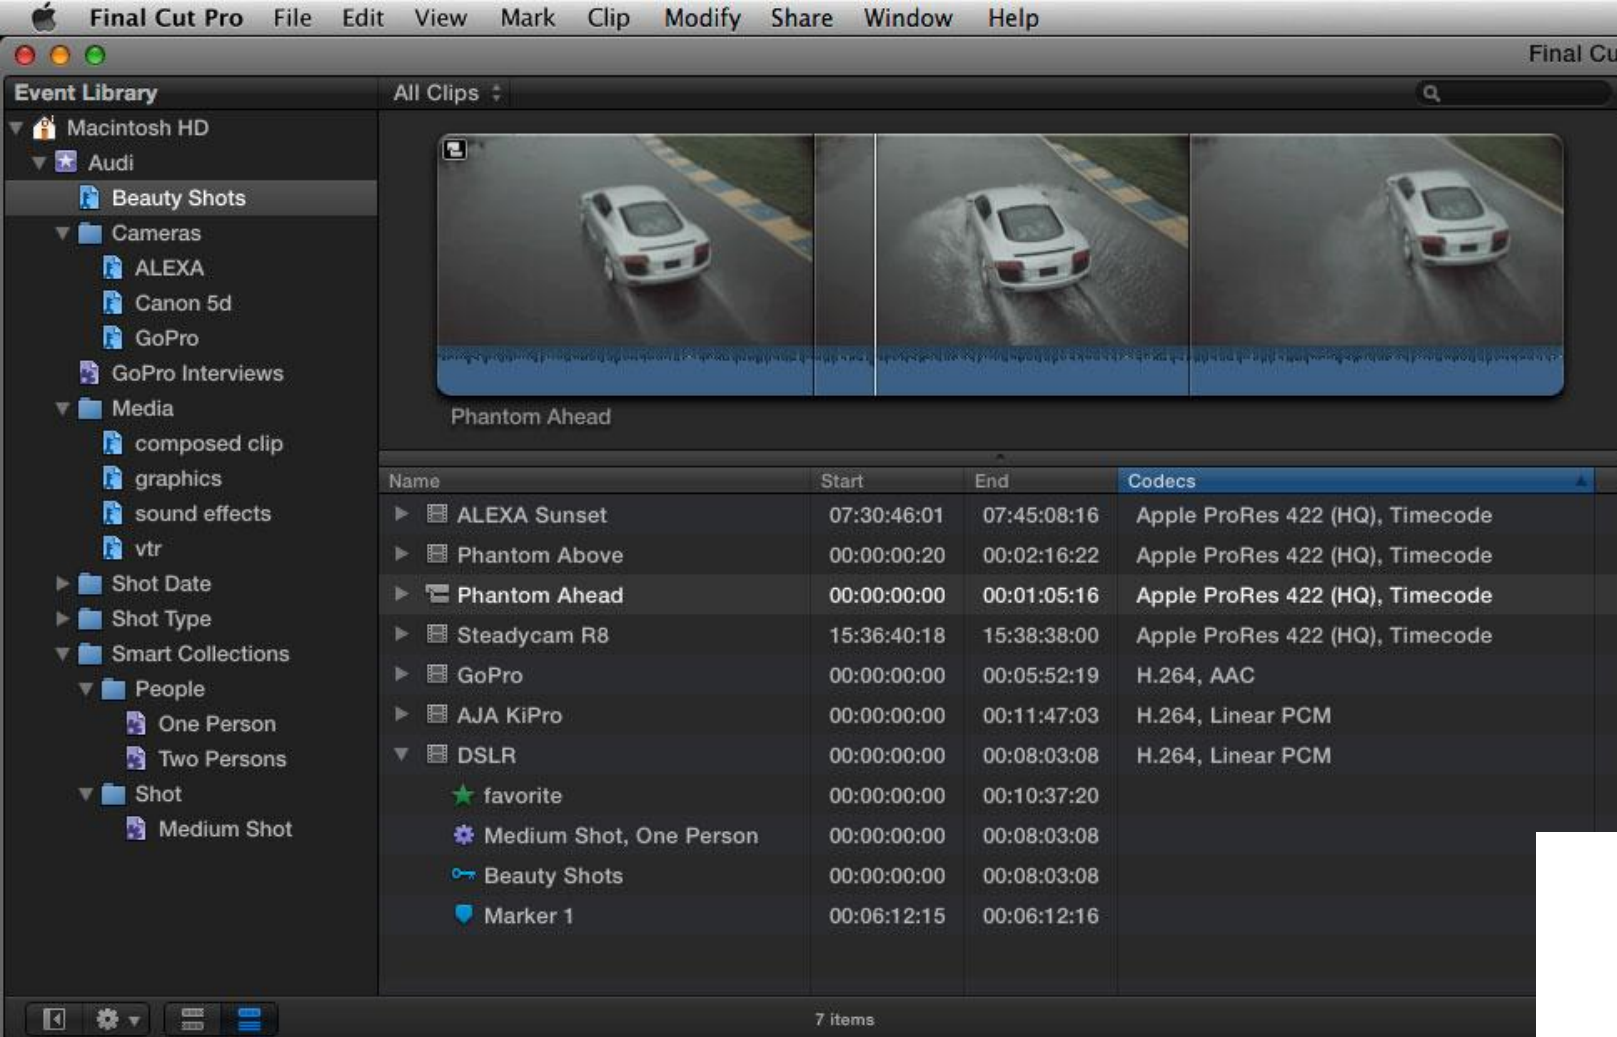 Final Cut Pro File Edit View Mark Clip Modify Share Window Help
Final Cu
Event Library
All Clips
Macintosh HD
Audi
Beauty Shots
Cameras
ALEXA
Canon 5d
GoPro
GoPro Interviews
Media
composed clip
graphics
sound effects
vtr
Shot Date
Shot Type
Smart Collections
People
One Person
Two Persons
Shot
Medium Shot
Phantom Ahead
Name Start End Codecs
ALEXA Sunset 07:30:46:01 07:45:08:16 Apple ProRes 422 (HQ), Timecode
Phantom Above 00:00:00:20 00:02:16:22 Apple ProRes 422 (HQ), Timecode
Phantom Ahead 00:00:00:00 00:01:05:16 Apple ProRes 422 (HQ), Timecode
Steadycam R8 15:36:40:18 15:38:38:00 Apple ProRes 422 (HQ), Timecode
GoPro 00:00:00:00 00:05:52:19 H.264, AAC
AJA KiPro 00:00:00:00 00:11:47:03 H.264, Linear PCM
DSLR 00:00:00:00 00:08:03:08 H.264, Linear PCM
favorite 00:00:00:00 00:10:37:20
Medium Shot, One Person 00:00:00:00 00:08:03:08
Beauty Shots 00:00:00:00 00:08:03:08
Marker 1 00:06:12:15 00:06:12:16
7 items